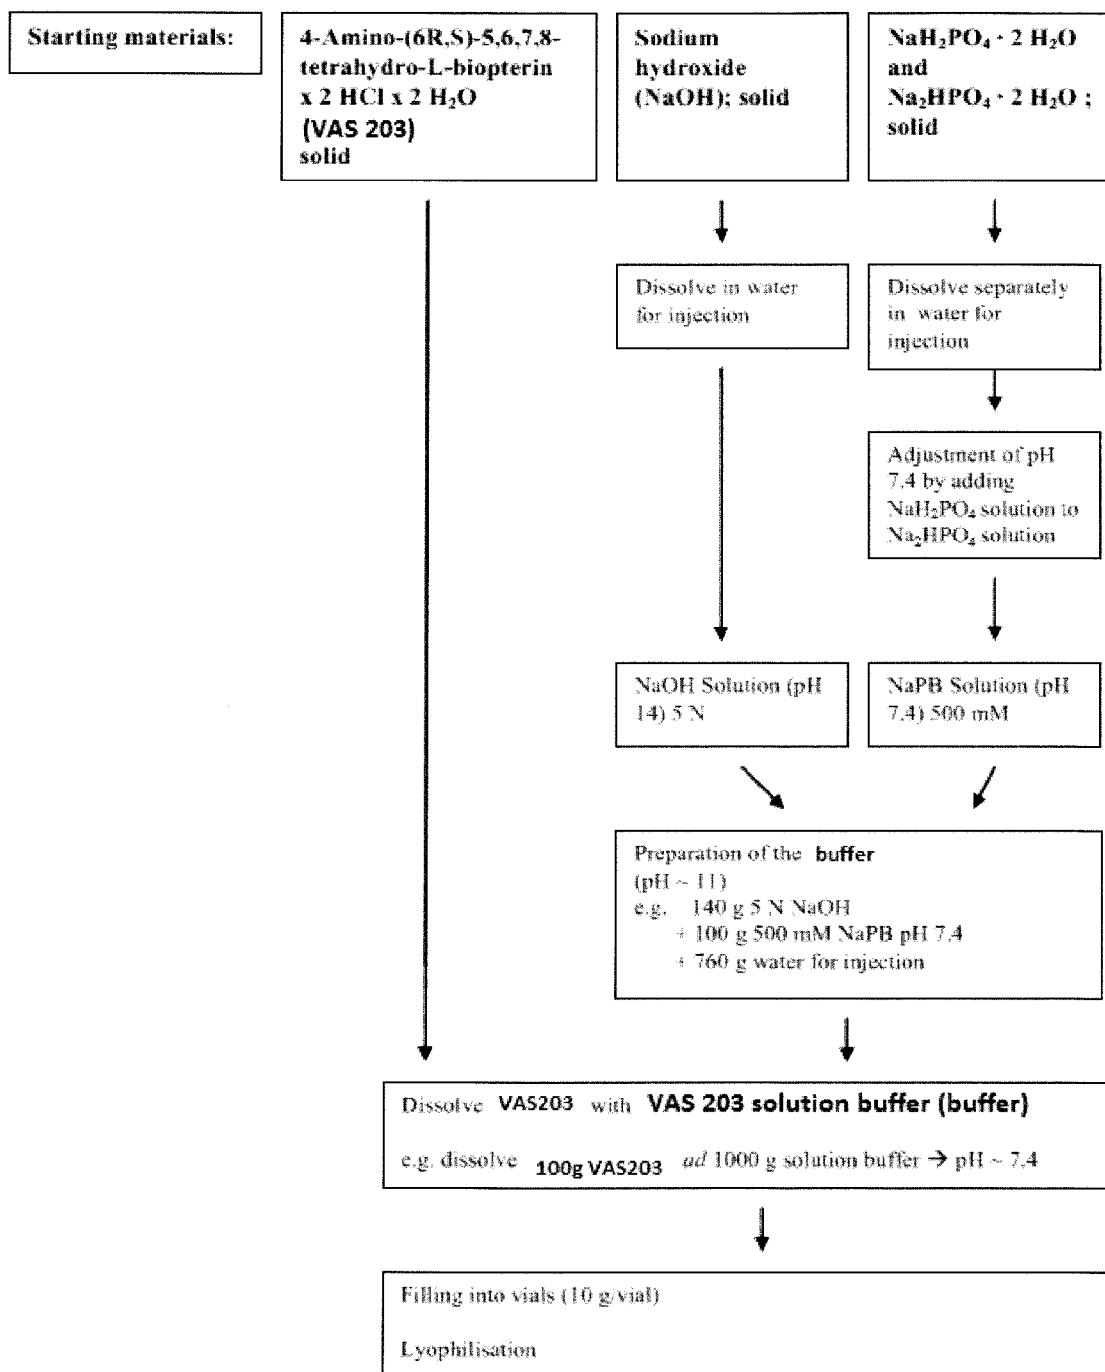 Starting materials:
4-Amino-(6R,S)-5,6,7,8-
tetrahydro-L-biopterin
x 2 HCl x 2 H₂O
(VAS 203)
solid
Sodium
hydroxide
(NaOH); solid
NaH₂PO₄ · 2 H₂O
and
Na₂HPO₄ · 2 H₂O ;
solid
Dissolve in water
for injection
Dissolve separately
in water for
injection
Adjustment of pH
7.4 by adding
NaH₂PO₄ solution to
Na₂HPO₄ solution
NaOH Solution (pH
14) 5 N
NaPB Solution (pH
7.4) 500 mM
Preparation of the buffer
(pH ~ 11)
e.g. 140 g 5 N NaOH
+ 100 g 500 mM NaPB pH 7.4
+ 760 g water for injection
Dissolve VAS203 with VAS 203 solution buffer (buffer)
e.g. dissolve 100g VAS203 ad 1000 g solution buffer → pH ~ 7.4
Filling into vials (10 g/vial)
Lyophilisation